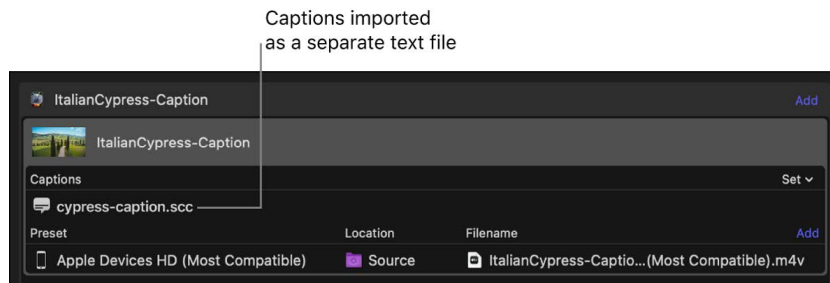 Captions imported
as a separate text file
ItalianCypress-Caption Add
ItalianCypress-Caption
Captions Set
cypress-caption.scc
Preset Location Filename Add
Apple Devices HD (Most Compatible) Source ItalianCypress-Captio...(Most Compatible).m4v